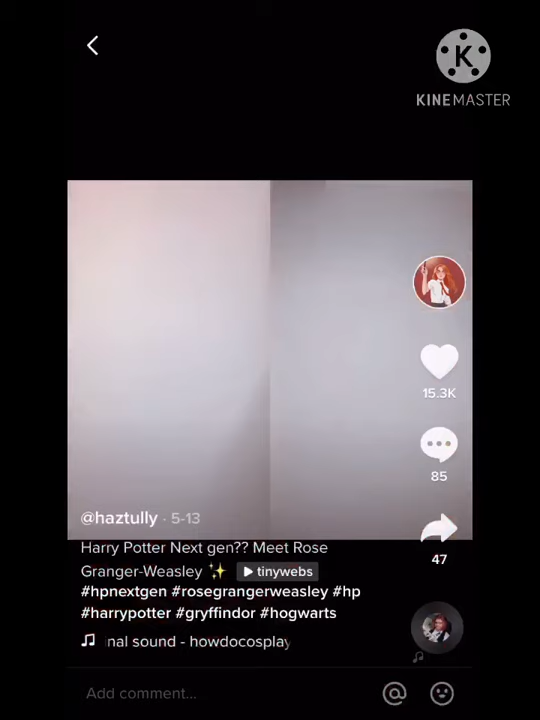 K
KINEMASTER
15.3K
85
@haztully · 5-13
47
Harry Potter Next gen?? Meet Rose
Granger-Weasley ✨ ▶ tinywebs
#hpnextgen #rosegrangerweasley #hp
#harrypotter #gryffindor #hogwarts
nal sound - howdocosplay
Add comment...
@